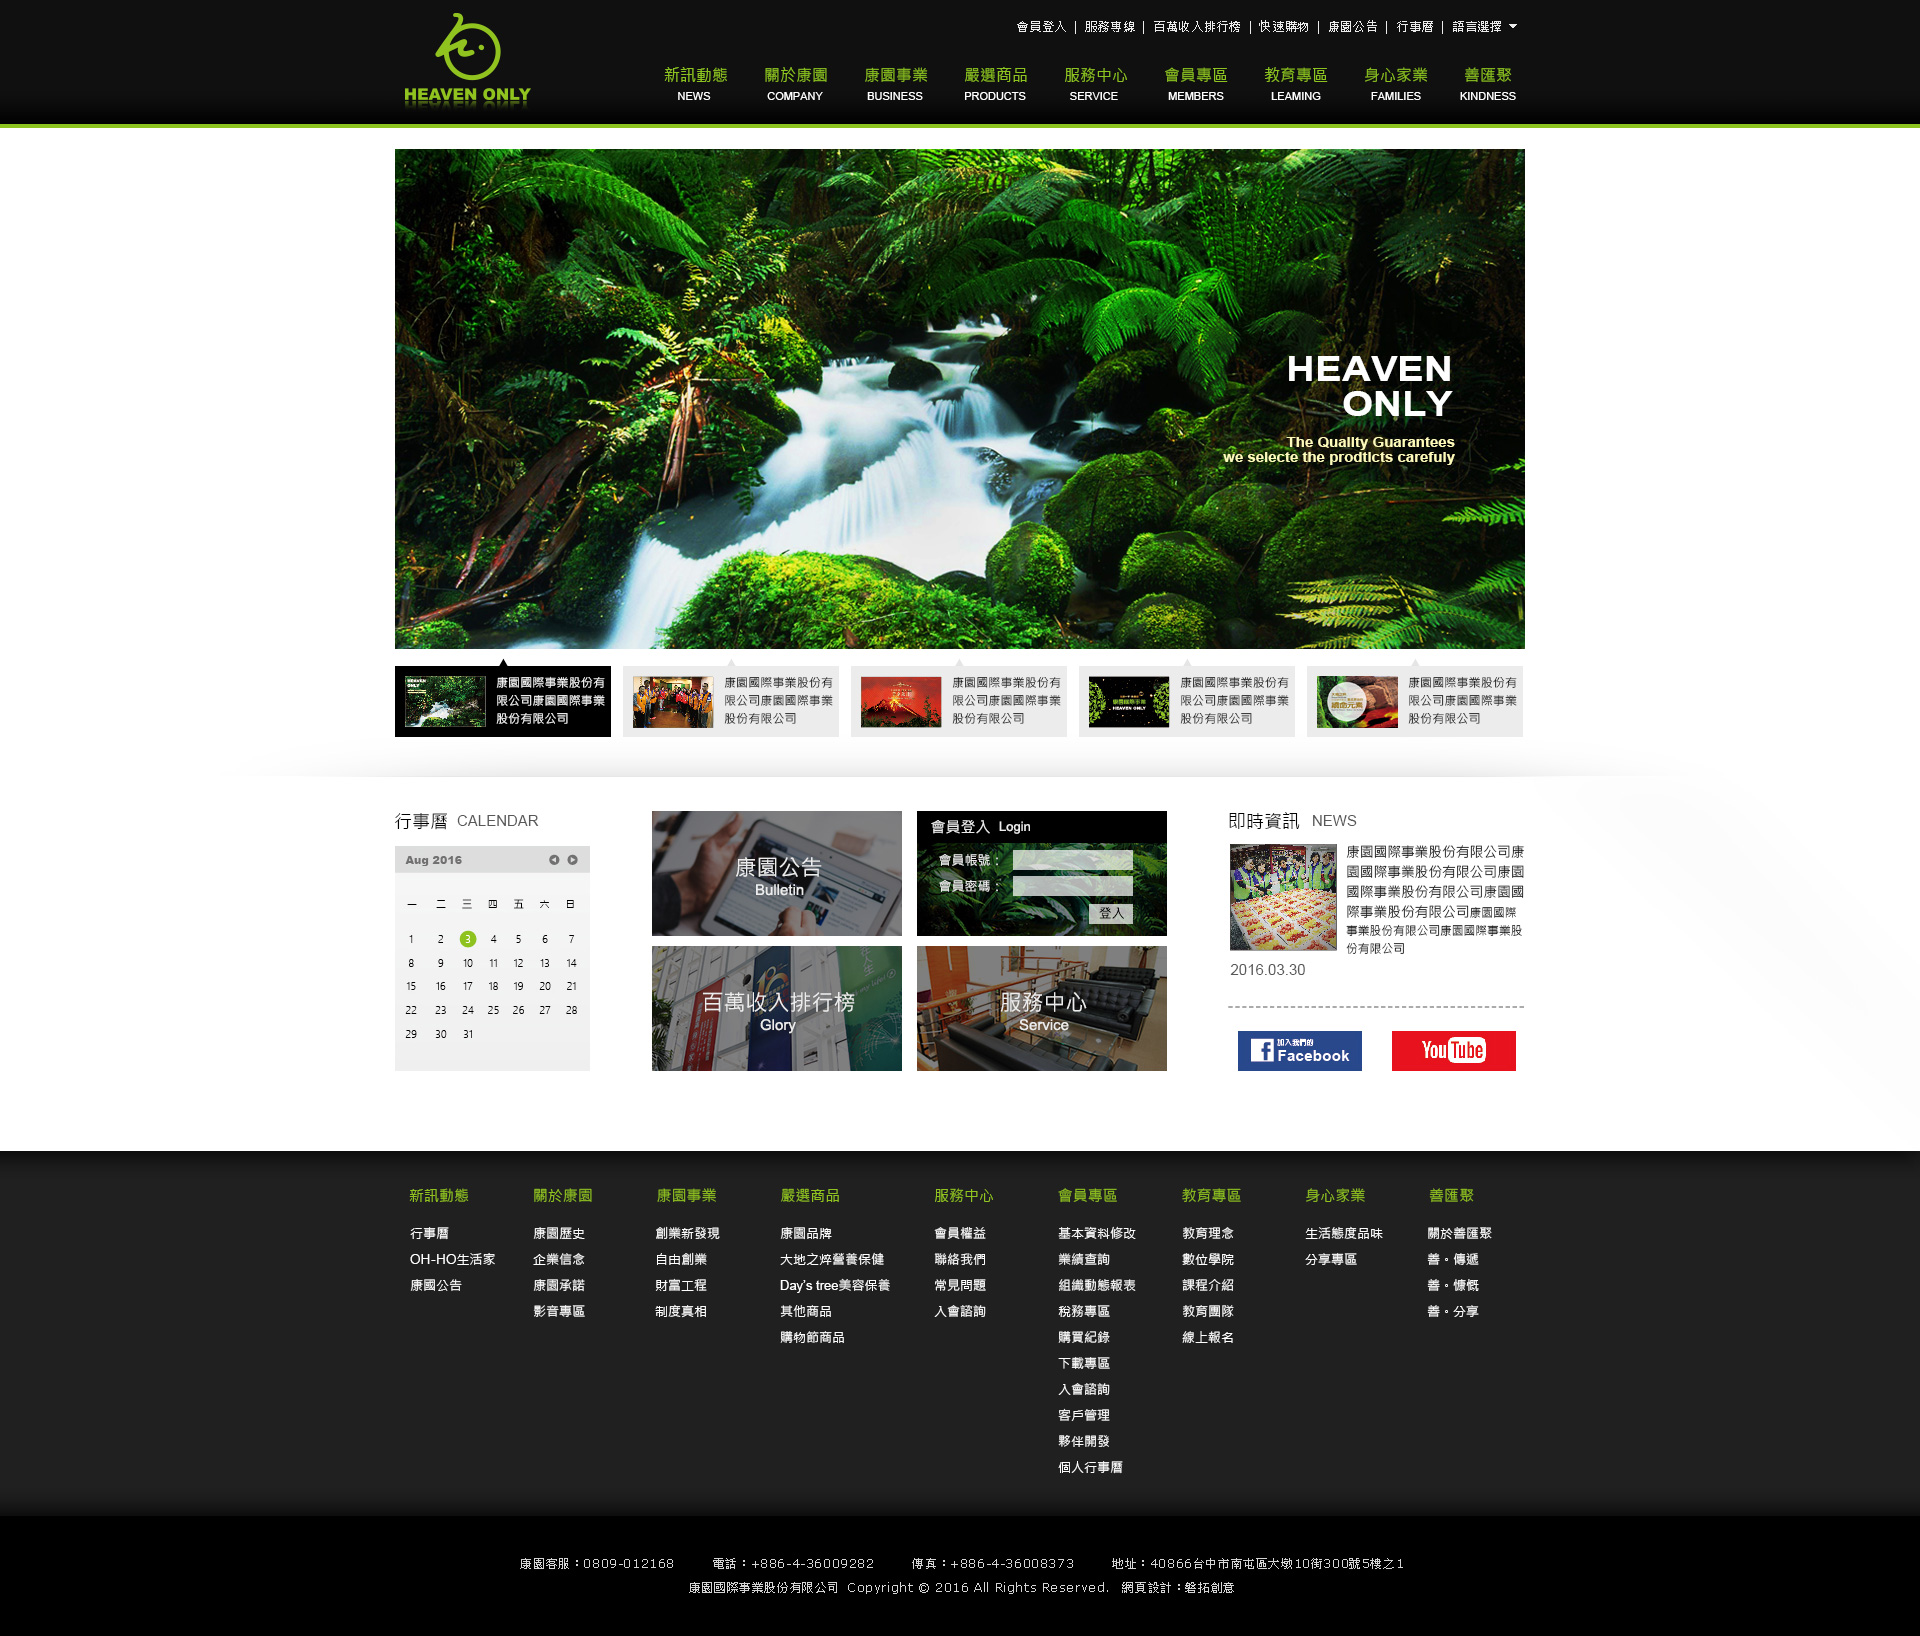 會員登入 | 服務專線 | 百萬收入排行榜 | 快速購物 | 康園公告 | 行事曆 | 語言選擇
HEAVEN ONLY
新訊動態 關於康園 康園事業 嚴選商品 服務中心 會員專區 教育專區 身心家業 善匯聚
NEWS COMPANY BUSINESS PRODUCTS SERVICE MEMBERS LEAMING FAMILIES KINDNESS
HEAVEN
ONLY
The Quality Guarantees
we selecte the prodticts carefuly
康園國際事業股份有
限公司康園國際事業
股份有限公司
康園國際事業股份有
限公司康園國際事業
股份有限公司
康園國際事業股份有
限公司康園國際事業
股份有限公司
HEAVEN ONLY
康園國際事業股份有
限公司康園國際事業
股份有限公司
康園國際事業股份有
限公司康園國際事業
股份有限公司
行事曆 CALENDAR
Aug 2016
一 二 三 四 五 六 日
1 2 3 4 5 6 7
8 9 10 11 12 13 14
15 16 17 18 19 20 21
22 23 24 25 26 27 28
29 30 31
康園公告
Bulletin
會員登入 Login
會員帳號：
會員密碼：
登入
百萬收入排行榜
Glory
服務中心
Service
即時資訊 NEWS
康園國際事業股份有限公司康
園國際事業股份有限公司康園
國際事業股份有限公司康園國
際事業股份有限公司康園國際
事業股份有限公司康園國際事業股
份有限公司
2016.03.30
加入我們的
Facebook
YouTube
新訊動態
行事曆
OH-HO生活家
康國公告
關於康園
康園歷史
企業信念
康園承諾
影音專區
康園事業
創業新發現
自由創業
財富工程
制度真相
嚴選商品
康園品牌
大地之焠營養保健
Day's tree美容保養
其他商品
購物節商品
服務中心
會員權益
聯絡我們
常見問題
入會諮詢
會員專區
基本資料修改
業績查詢
組織動態報表
稅務專區
購買紀錄
下載專區
入會諮詢
客戶管理
夥伴開發
個人行事曆
教育專區
教育理念
數位學院
課程介紹
教育團隊
線上報名
身心家業
生活態度品味
分享專區
善匯聚
關於善匯聚
善。傳遞
善。慷慨
善。分享
康園客服：0809-012168 電話：+886-4-36009282 傳真：+886-4-36008373 地址：40866台中市南屯區大墩10街300號5樓之1
康園國際事業股份有限公司 Copyright © 2016 All Rights Reserved. 網頁設計：磐拓創意